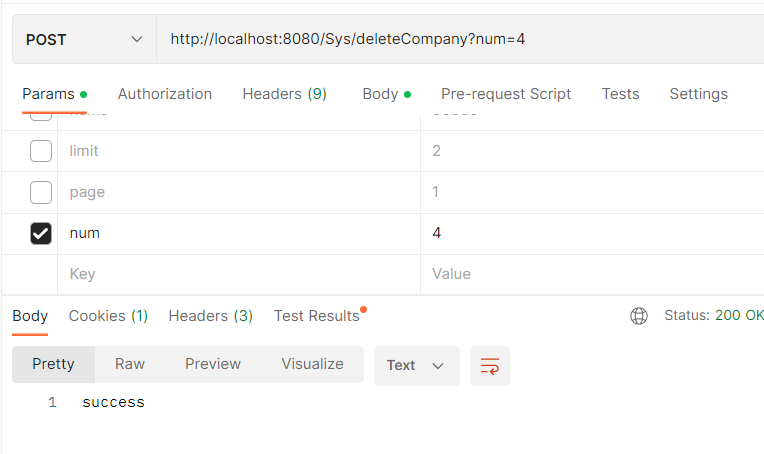 POST http://localhost:8080/Sys/deleteCompany?num=4
Params Authorization Headers (9) Body Pre-request Script Tests Settings
limit 2
page 1
num 4
Key Value
Body Cookies (1) Headers (3) Test Results Status: 200 OK
Pretty Raw Preview Visualize Text
1 success